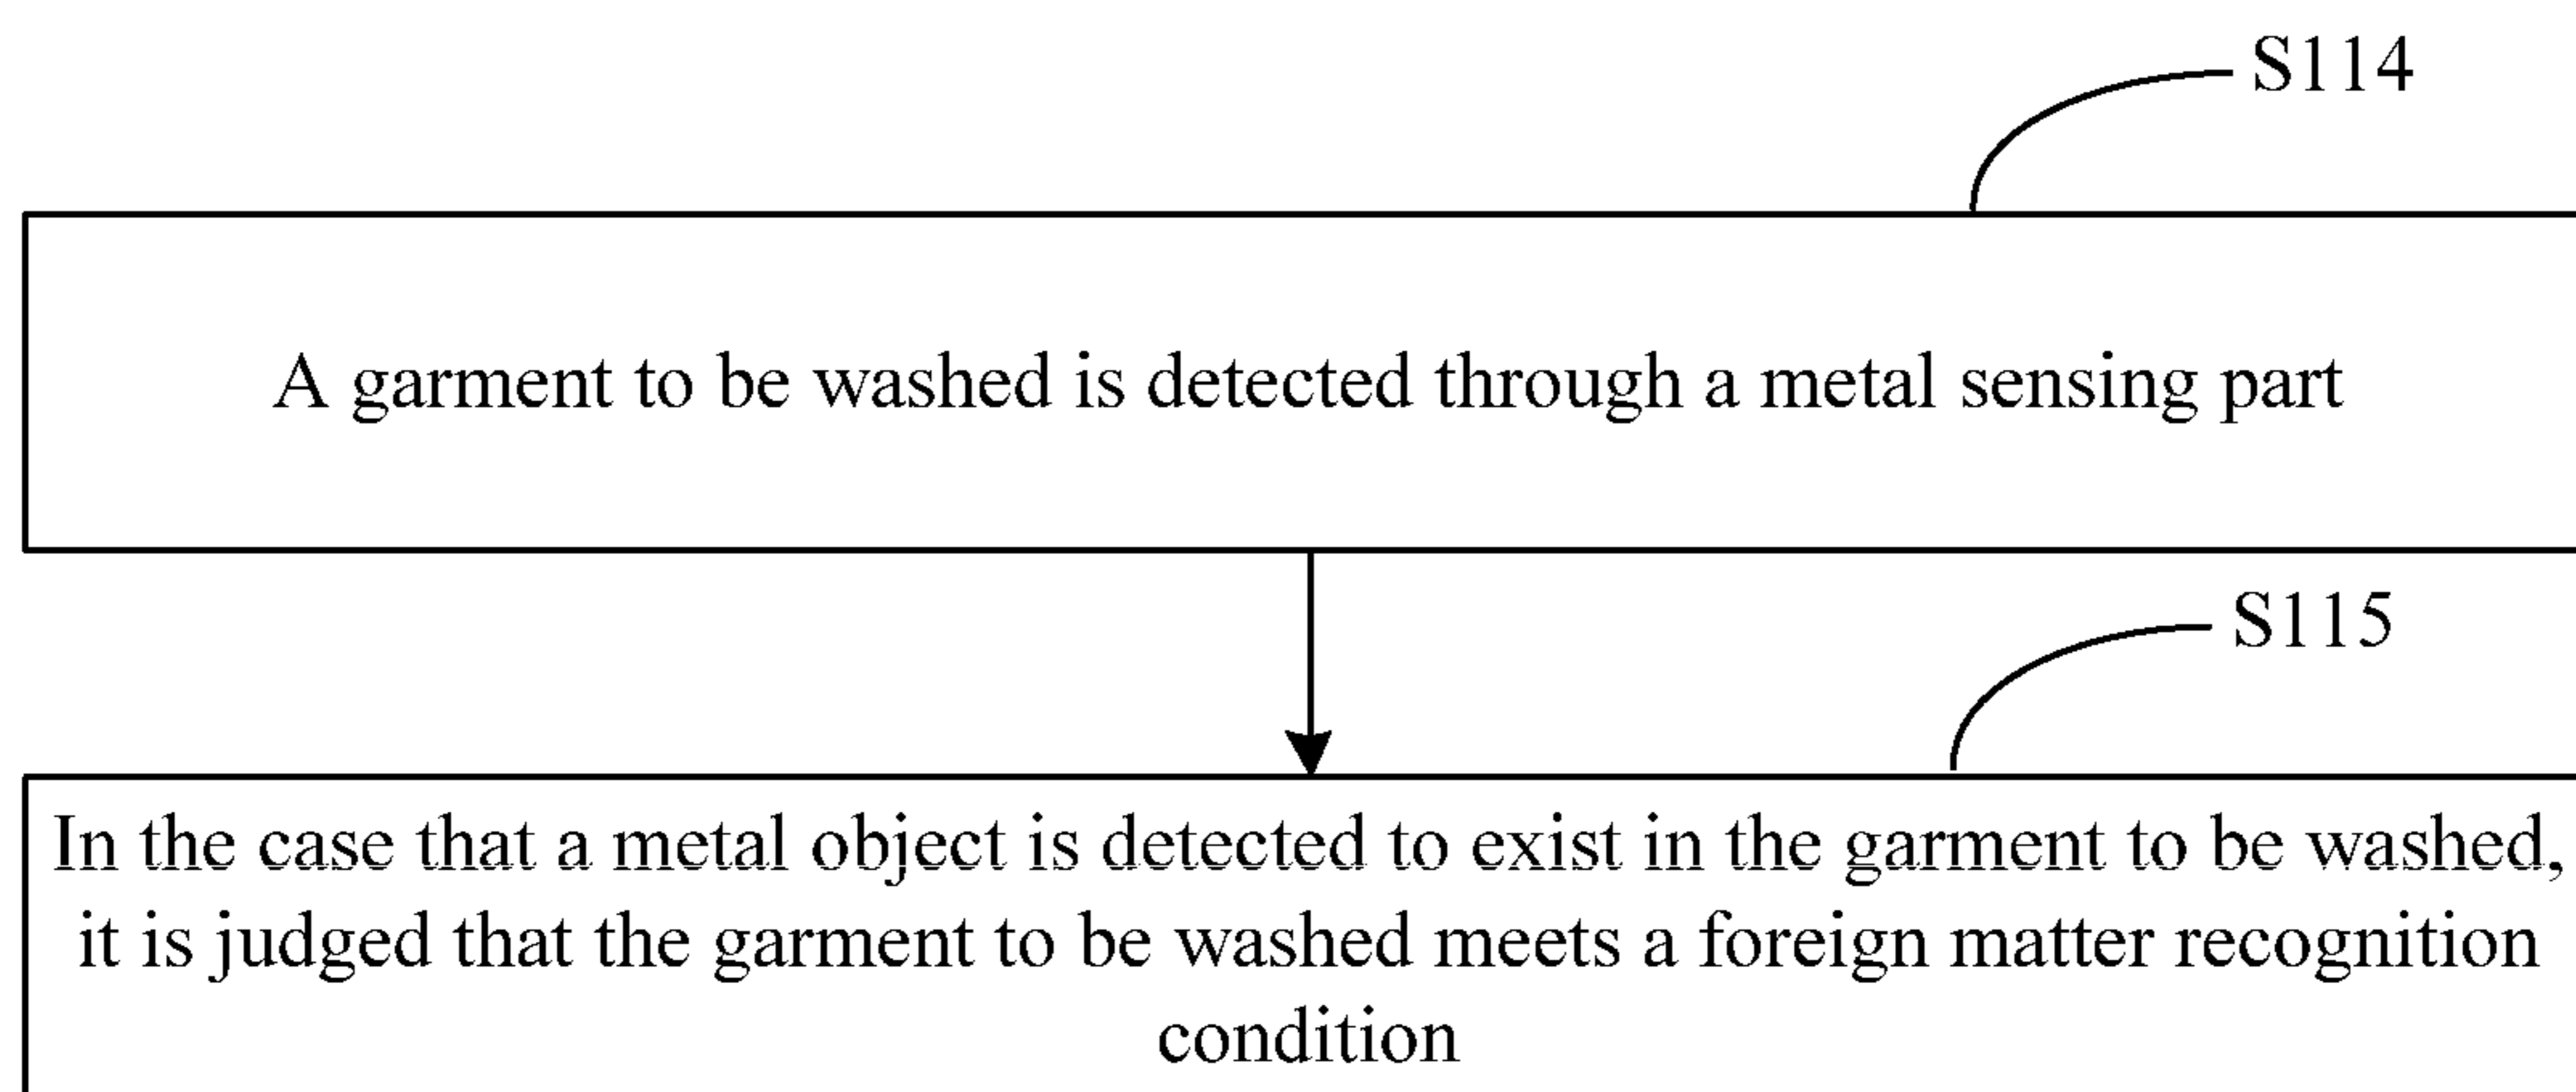 S114
A garment to be washed is detected through a metal sensing part
S115
In the case that a metal object is detected to exist in the garment to be washed,
it is judged that the garment to be washed meets a foreign matter recognition
condition